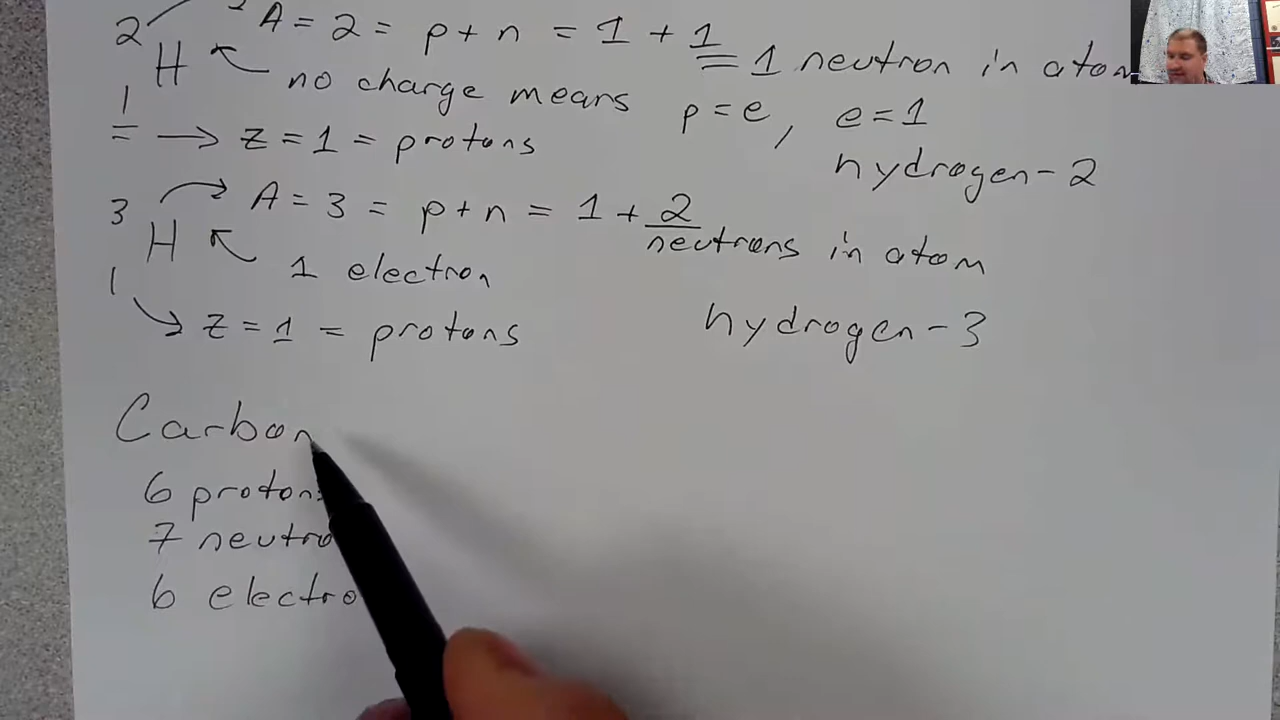 2 A = 2 = p + n = 1 + 1 = 1 neutron in atom
H no charge means p = e, e = 1
1 → z = 1 = protons
hydrogen-2
3 A = 3 = p + n = 1 + 2
H neutrons in atom
1 electron
1 z = 1 = protons hydrogen-3
Carbon
6 protons
7 neutro
6 electro